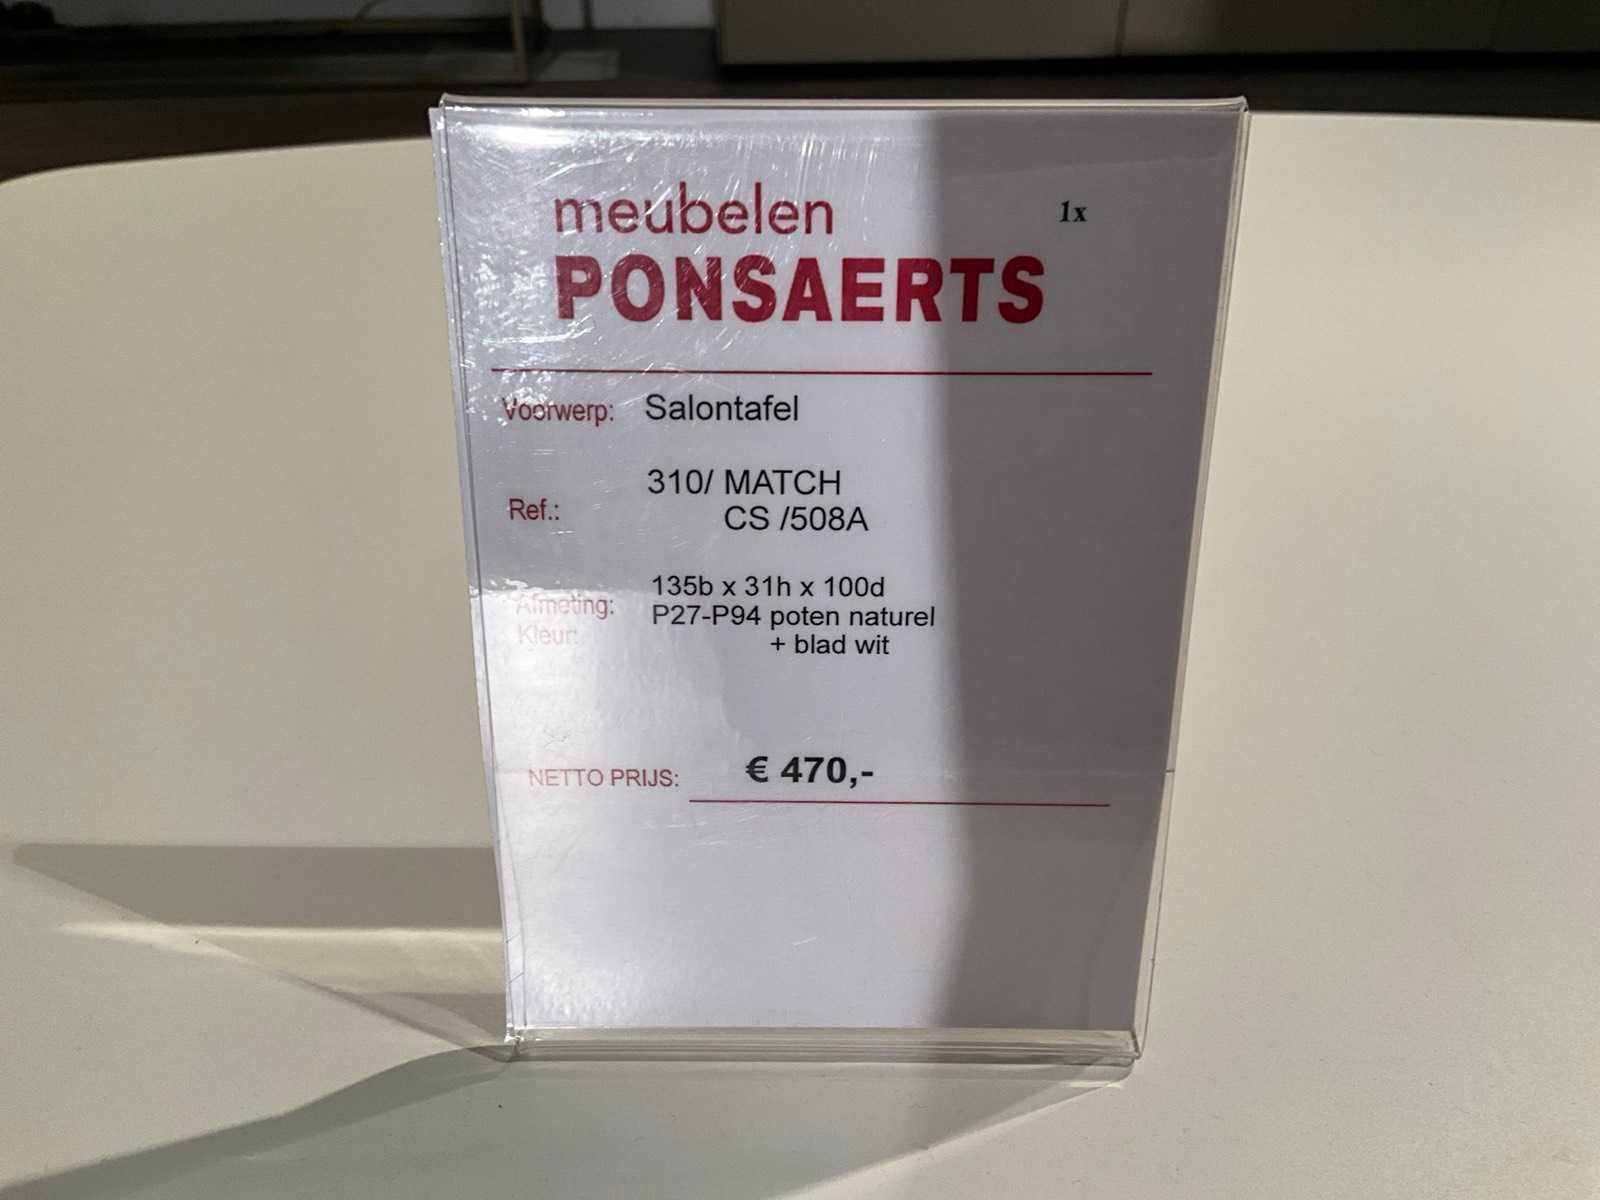 meubelen
1x
PONSAERTS
Voorwerp: Salontafel
310/ MATCH
Ref.: CS /508A
135b x 31h x 100d
Afmeting: P27-P94 poten naturel
Kleur: + blad wit
NETTO PRIJS: € 470,-